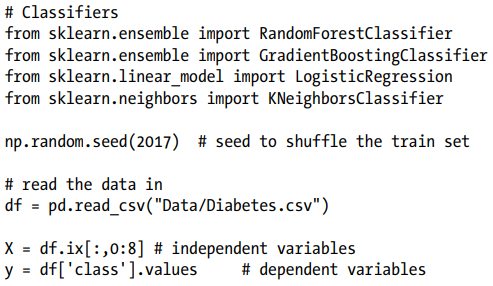 # Classifiers
from sklearn.ensemble import RandomForestClassifier
from sklearn.ensemble import GradientBoostingClassifier
from sklearn.linear_model import LogisticRegression
from sklearn.neighbors import KNeighborsClassifier
np.random.seed(2017)  # seed to shuffle the train set
# read the data in
df = pd.read_csv("Data/Diabetes.csv")
X = df.ix[:,0:8] # independent variables
y = df['class'].values     # dependent variables